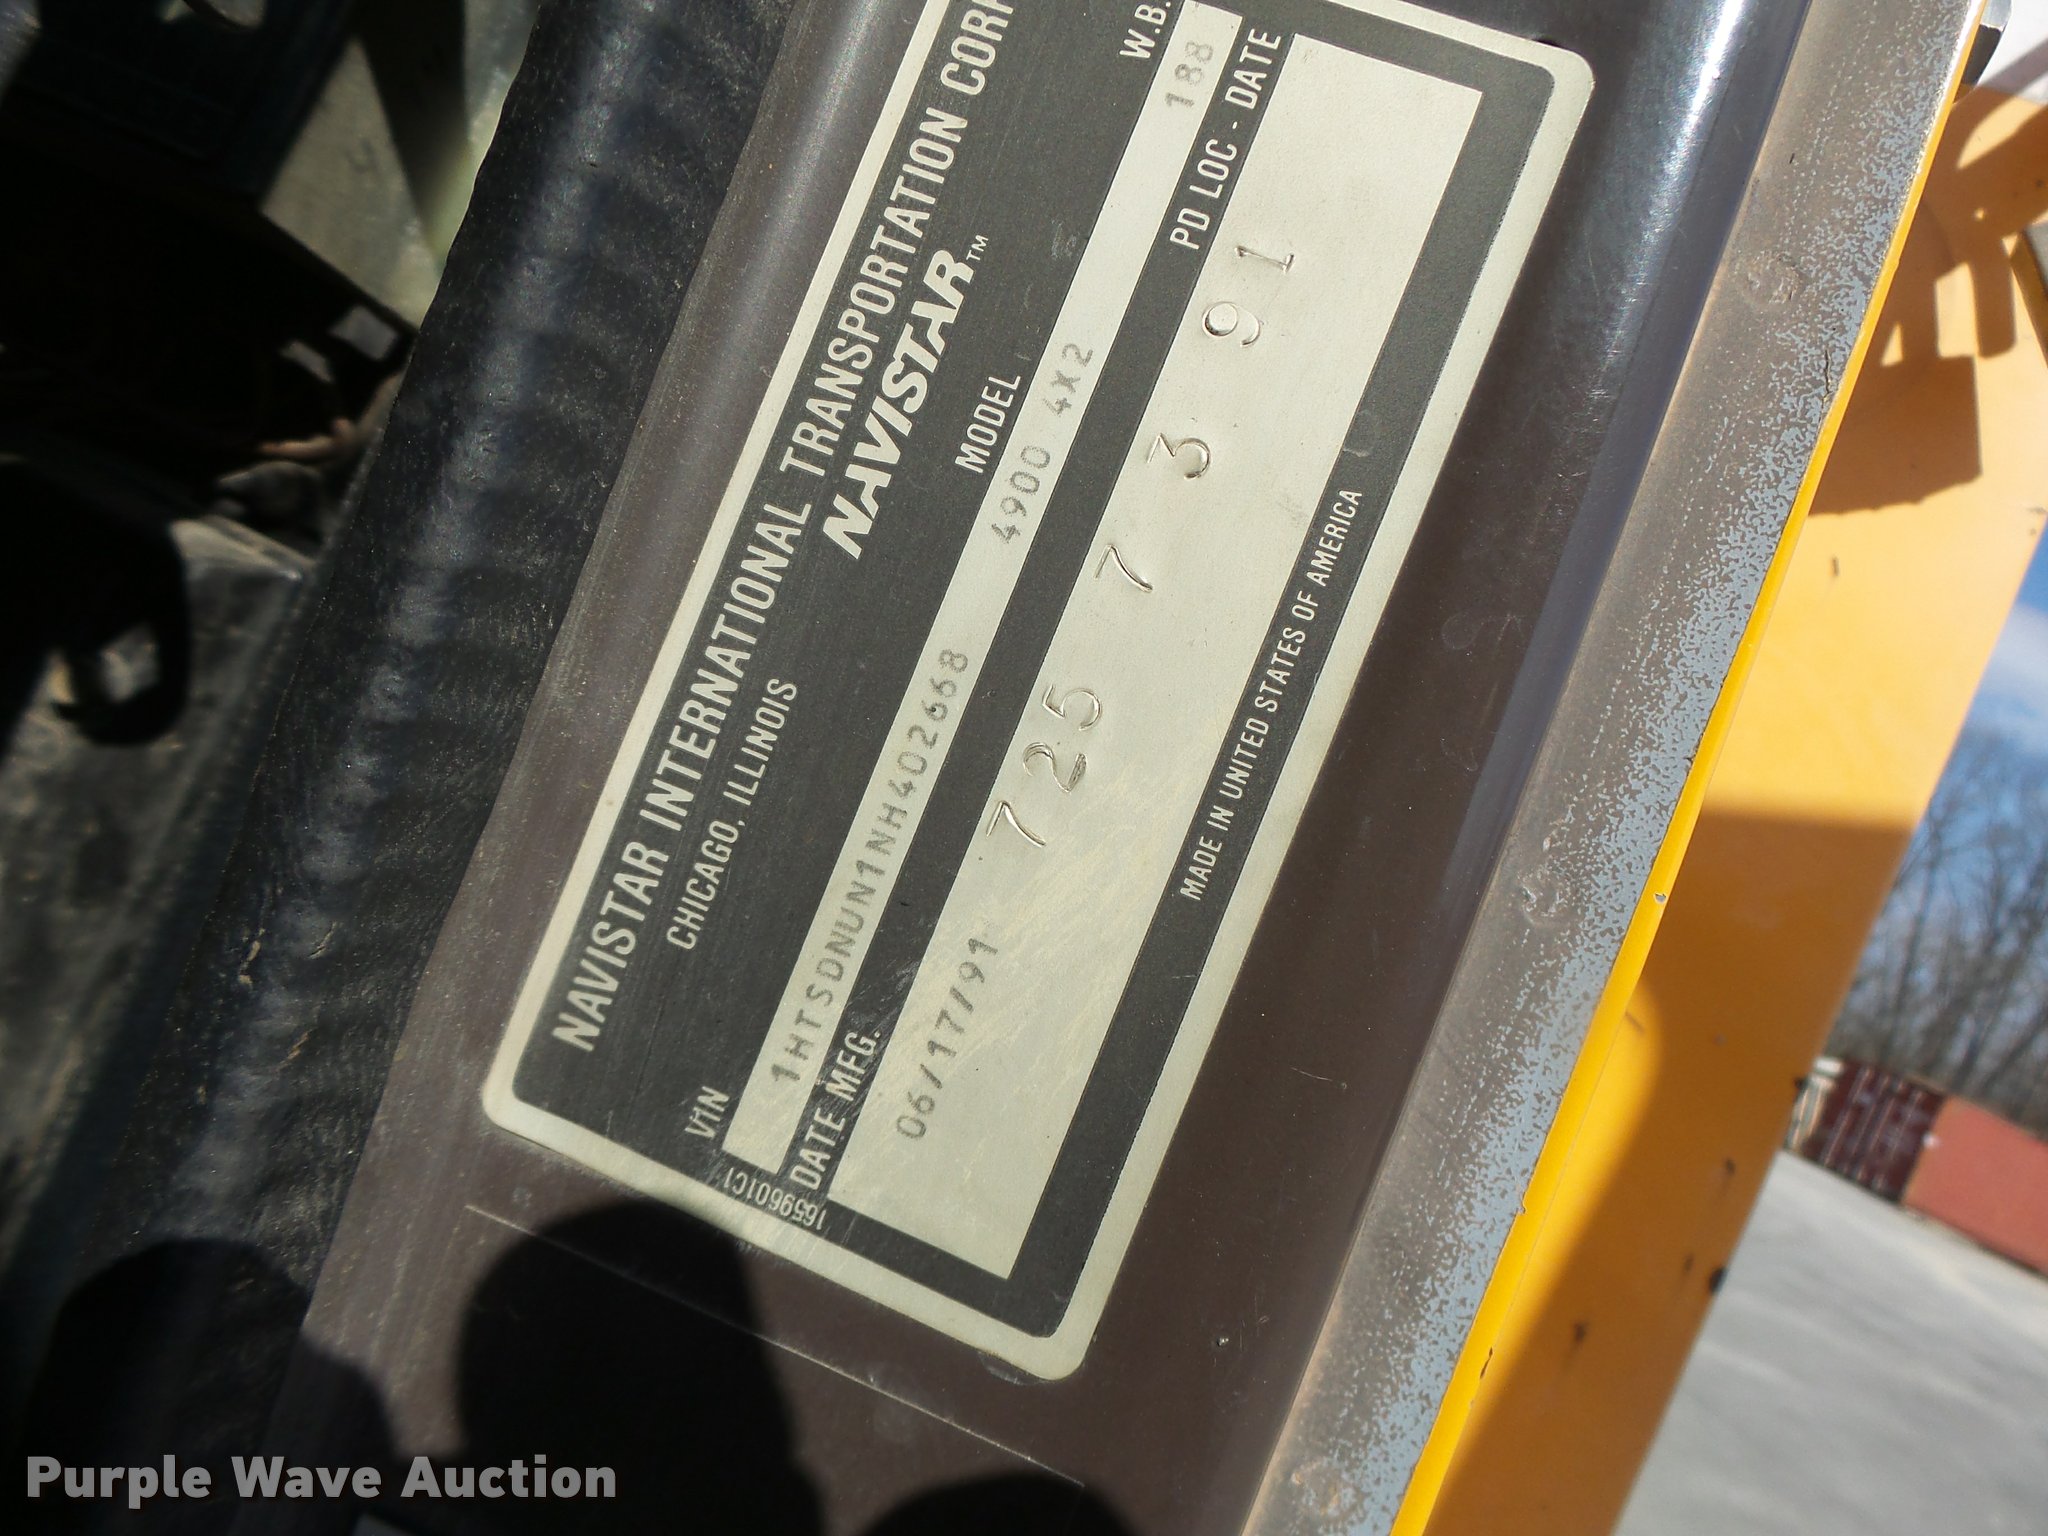 NAVISTAR INTERNATIONAL TRANSPORTATION CORP
CHICAGO, ILLINOIS
NAVISTAR™
VIN MODEL W.B.
1HTSDNUN1NH402668 4900 4X2 188
DATE MFG. PD LOC - DATE
06/17/91 725 7 3 91
MADE IN UNITED STATES OF AMERICA
1659601C1
Purple Wave Auction